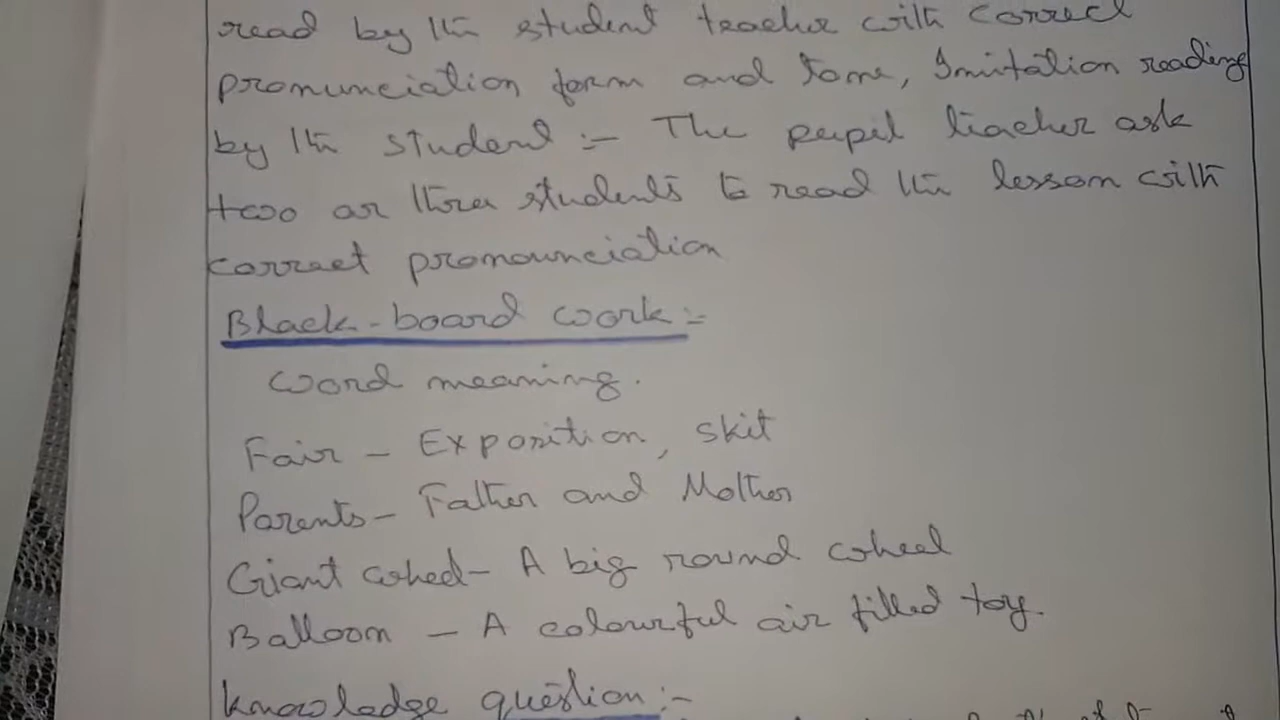 read by the student teacher with correct
pronunciation form and tone, Imitation reading
by the student :- The pupil teacher ask
two or three students to read the lesson with
correct pronounciation
Black-board work:-
Word meaning.
Fair - Exposition, skit
Parents - Father and Mother
Giant wheel - A big round wheel
Balloon - A colourful air filled toy.
Knowledge question :-